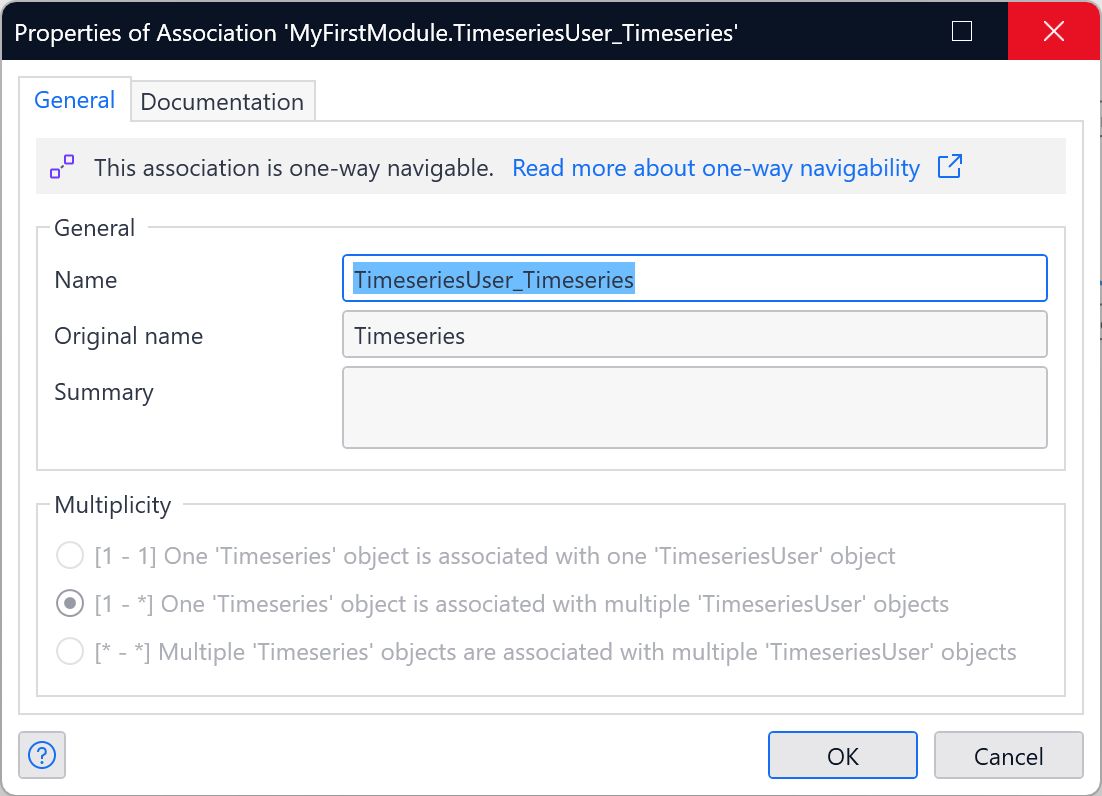 Properties of Association 'MyFirstModule.TimeseriesUser_Timeseries'
General
Documentation
This association is one-way navigable. Read more about one-way navigability
General
Name
TimeseriesUser_Timeseries
Original name
Timeseries
Summary
Multiplicity
[1 - 1] One 'Timeseries' object is associated with one 'TimeseriesUser' object
[1 - *] One 'Timeseries' object is associated with multiple 'TimeseriesUser' objects
[* - *] Multiple 'Timeseries' objects are associated with multiple 'TimeseriesUser' objects
?
OK
Cancel